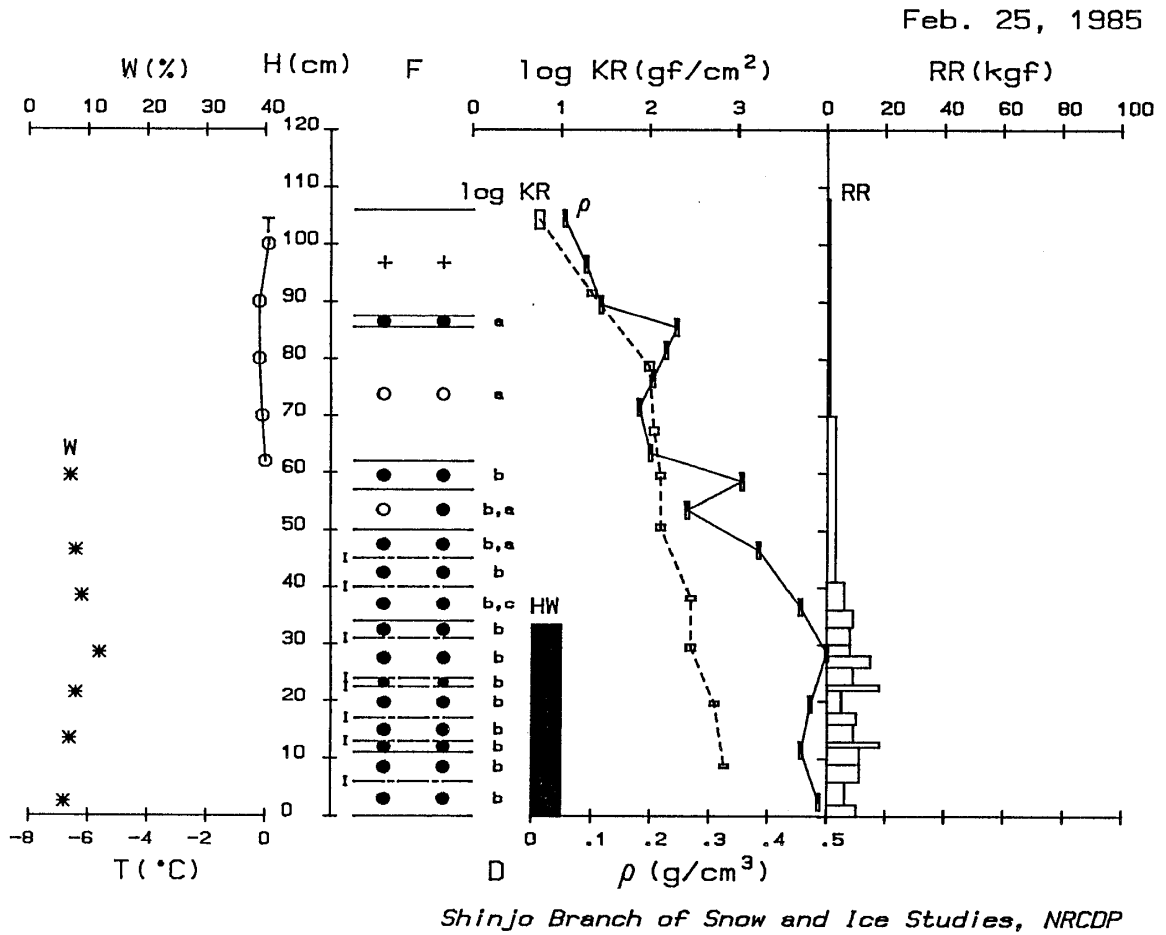 Feb. 25, 1985
W(%) H(cm) F log KR(gf/cm²) RR(kgf)
0 10 20 30 40 0 1 2 3 0 20 40 60 80 100
120
110 log KR ρ RR
T
100
90
a
80
a
70
W
60
b
b,a
50
b,a
I
b
40 I
b,c HW
b
30 I
b
I
I b
20 b
I
b
I b
10 b
I
b
0
-8 -6 -4 -2 0 0 .1 .2 .3 .4 .5
T(°C) D ρ (g/cm³)
Shinjo Branch of Snow and Ice Studies, NRCDP